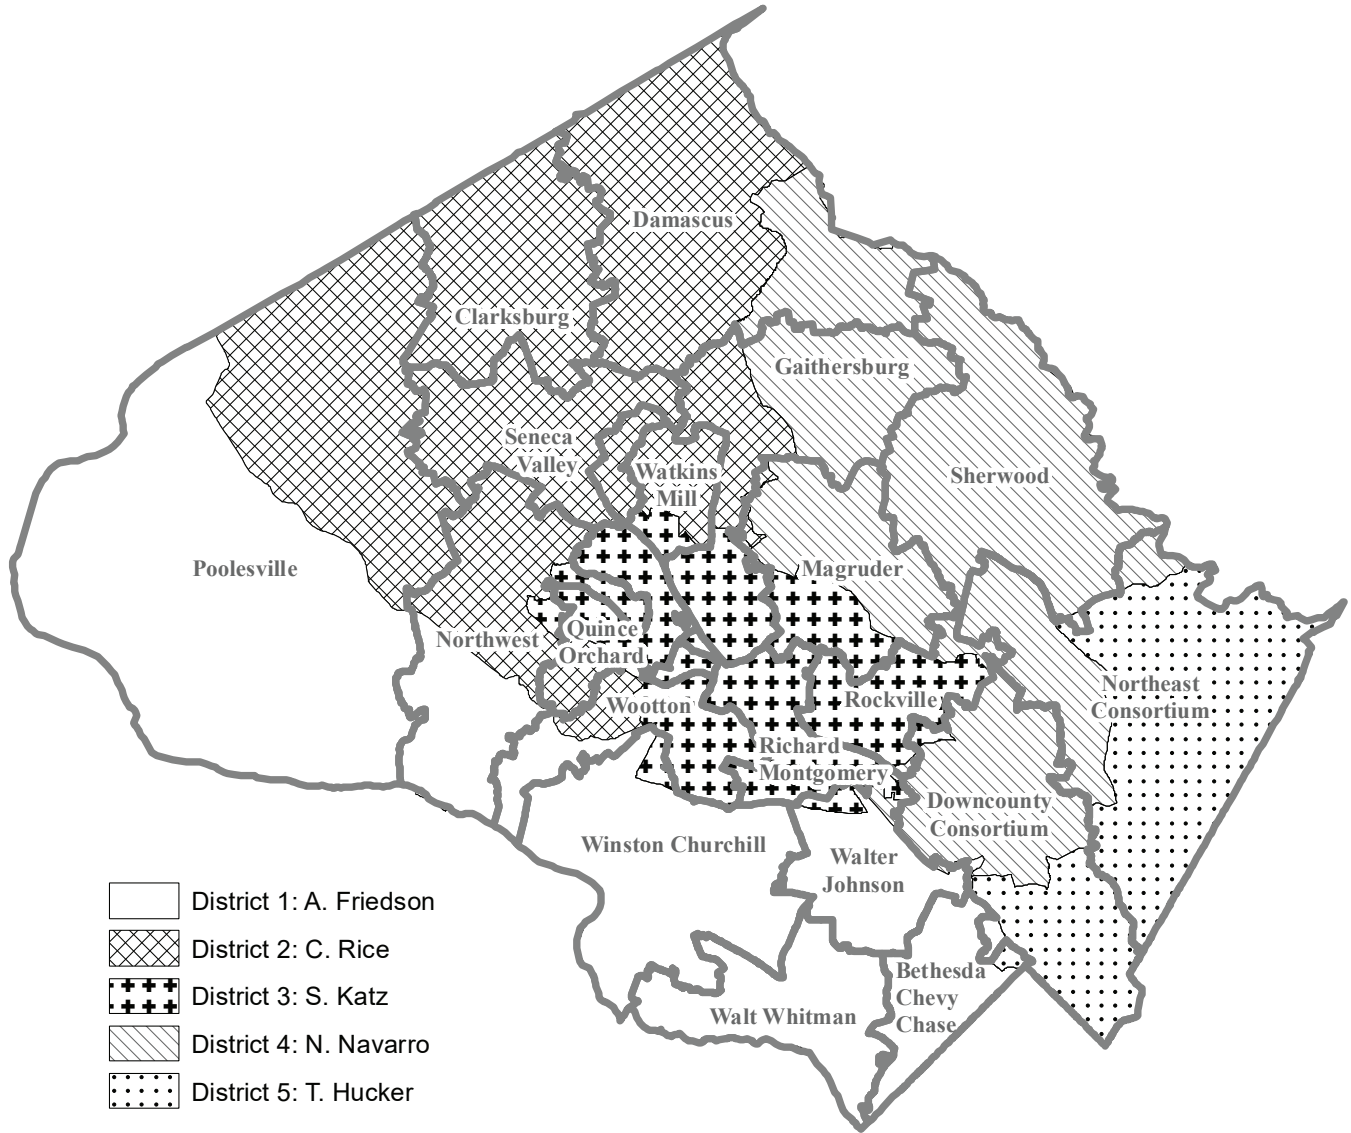 Damascus
Clarksburg
Gaithersburg
Seneca
Valley
Watkins
Mill
Sherwood
Poolesville
Magruder
Northwest
Quince
Orchard
Wootton
Rockville
Northeast
Consortium
Richard
Montgomery
Downcounty
Consortium
Winston Churchill
Walter
Johnson
Bethesda
Chevy
Chase
Walt Whitman
District 1: A. Friedson
District 2: C. Rice
District 3: S. Katz
District 4: N. Navarro
District 5: T. Hucker